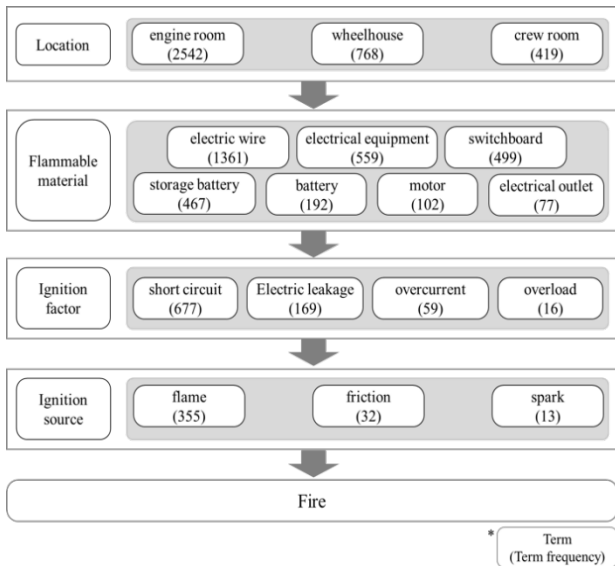 Location
engine room
(2542)
wheelhouse
(768)
crew room
(419)
Flammable
material
electric wire
(1361)
electrical equipment
(559)
switchboard
(499)
storage battery
(467)
battery
(192)
motor
(102)
electrical outlet
(77)
Ignition
factor
short circuit
(677)
Electric leakage
(169)
overcurrent
(59)
overload
(16)
Ignition
source
flame
(355)
friction
(32)
spark
(13)
Fire
*
Term
(Term frequency)